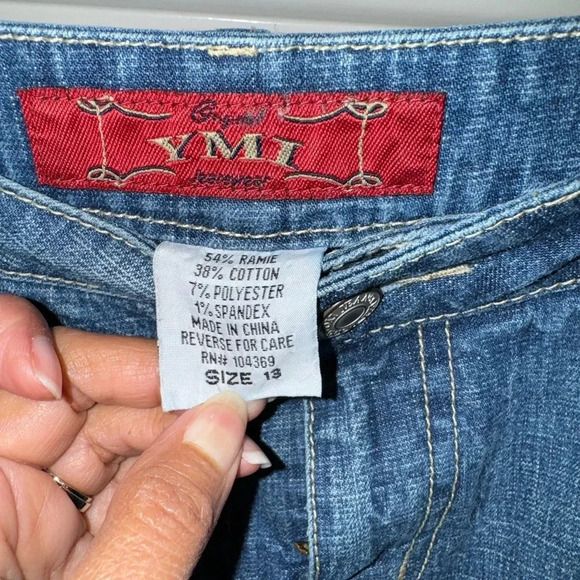 Original
YMI
Jeanswear
54% RAMIE
38% COTTON
7% POLYESTER
1% SPANDEX
MADE IN CHINA
REVERSE FOR CARE
RN# 104369
SIZE 13